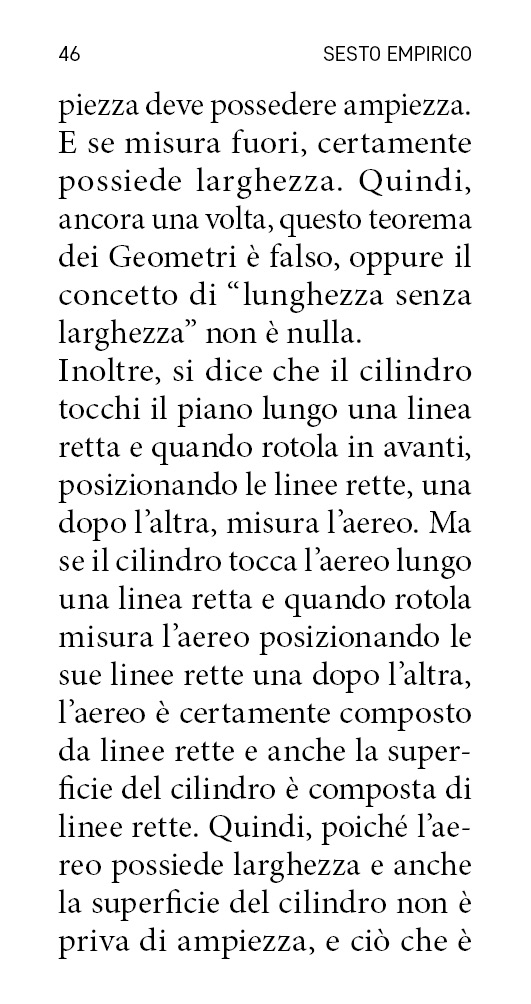 46 SESTO EMPIRICO
piezza deve possedere ampiezza.
E se misura fuori, certamente
possiede larghezza. Quindi,
ancora una volta, questo teorema
dei Geometri è falso, oppure il
concetto di “lunghezza senza
larghezza” non è nulla.
Inoltre, si dice che il cilindro
tocchi il piano lungo una linea
retta e quando rotola in avanti,
posizionando le linee rette, una
dopo l’altra, misura l’aereo. Ma
se il cilindro tocca l’aereo lungo
una linea retta e quando rotola
misura l’aereo posizionando le
sue linee rette una dopo l’altra,
l’aereo è certamente composto
da linee rette e anche la super-
ficie del cilindro è composta di
linee rette. Quindi, poiché l’ae-
reo possiede larghezza e anche
la superficie del cilindro non è
priva di ampiezza, e ciò che è